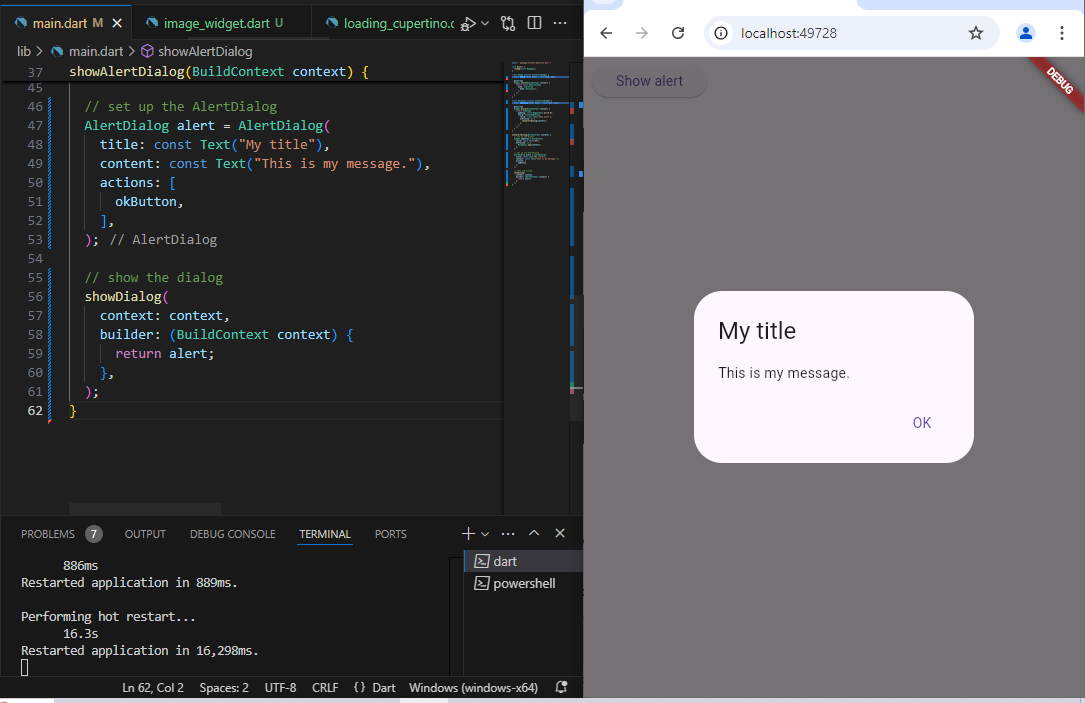 main.dart M
image_widget.dart U
loading_cupertino.d
lib > main.dart > showAlertDialog
37 showAlertDialog(BuildContext context) {
45
46 // set up the AlertDialog
47 AlertDialog alert = AlertDialog(
48 title: const Text("My title"),
49 content: const Text("This is my message."),
50 actions: [
51 okButton,
52 ],
53 ); // AlertDialog
54
55 // show the dialog
56 showDialog(
57 context: context,
58 builder: (BuildContext context) {
59 return alert;
60 },
61 );
62 }
PROBLEMS 7 OUTPUT DEBUG CONSOLE TERMINAL PORTS
886ms
Restarted application in 889ms.
Performing hot restart...
16.3s
Restarted application in 16,298ms.
dart
powershell
Ln 62, Col 2 Spaces: 2 UTF-8 CRLF { } Dart Windows (windows-x64)
localhost:49728
Show alert
DEBUG
My title
This is my message.
OK